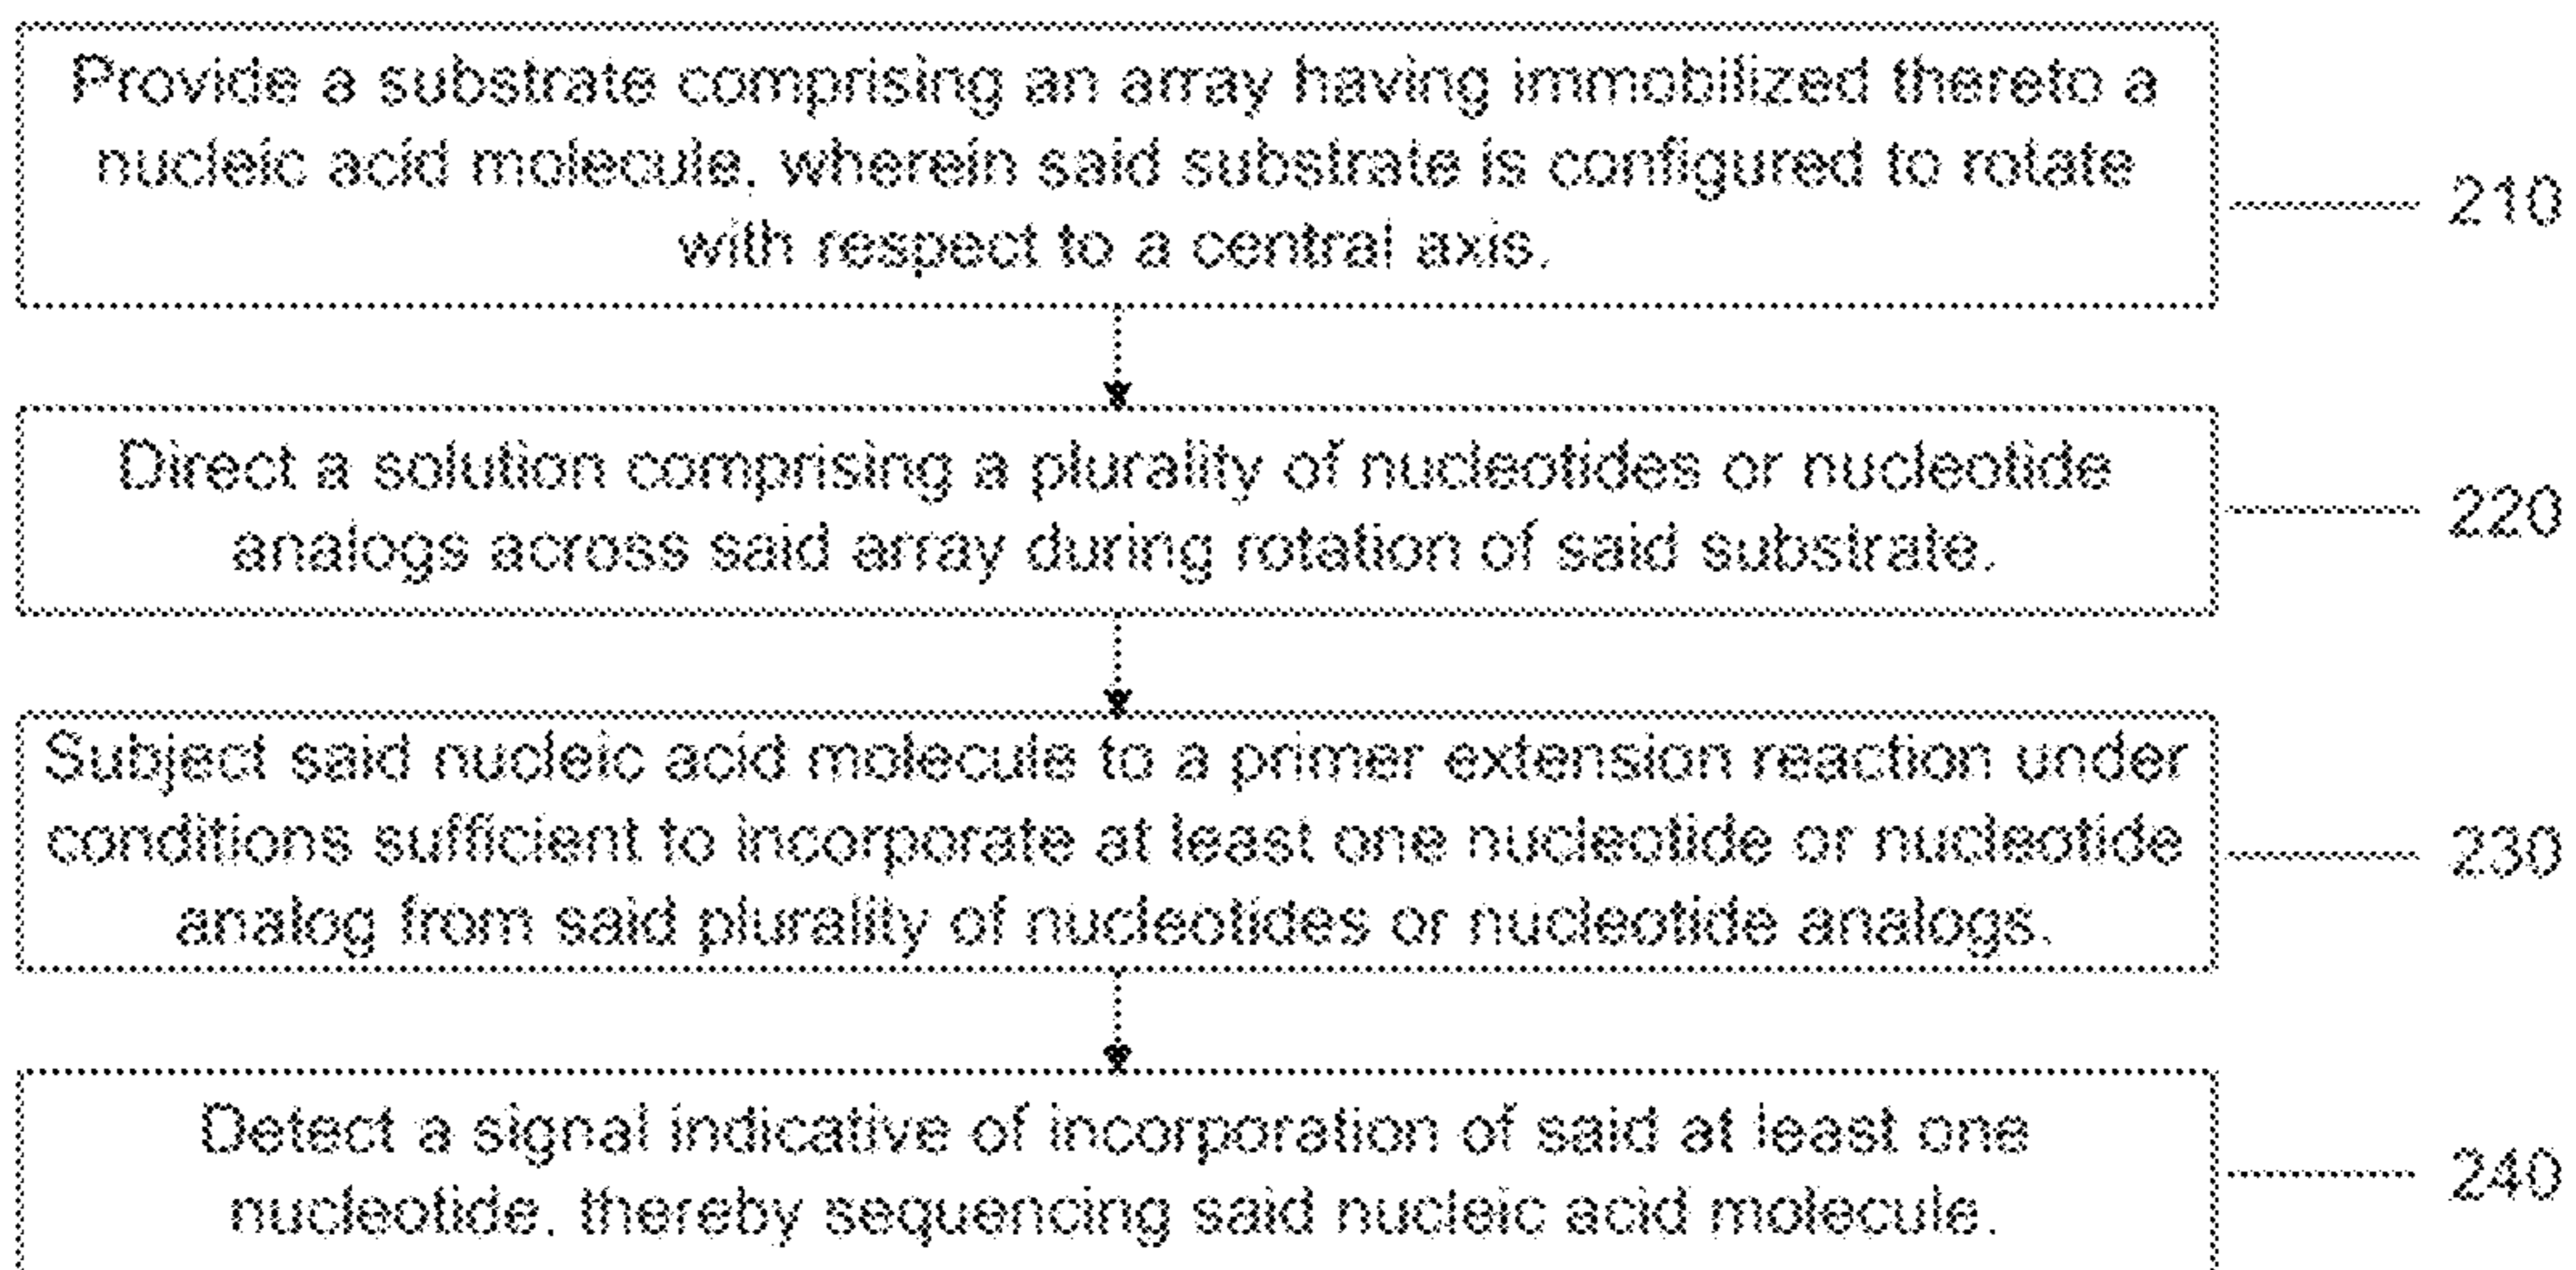 Provide a substrate comprising an array having immobilized thereto a
nucleic acid molecule, wherein said substrate is configured to rotate
with respect to a central axis.
210
Direct a solution comprising a plurality of nucleotides or nucleotide
analogs across said array during rotation of said substrate.
220
Subject said nucleic acid molecule to a primer extension reaction under
conditions sufficient to incorporate at least one nucleotide or nucleotide
analog from said plurality of nucleotides or nucleotide analogs.
230
Detect a signal indicative of incorporation of said at least one
nucleotide, thereby sequencing said nucleic acid molecule.
240